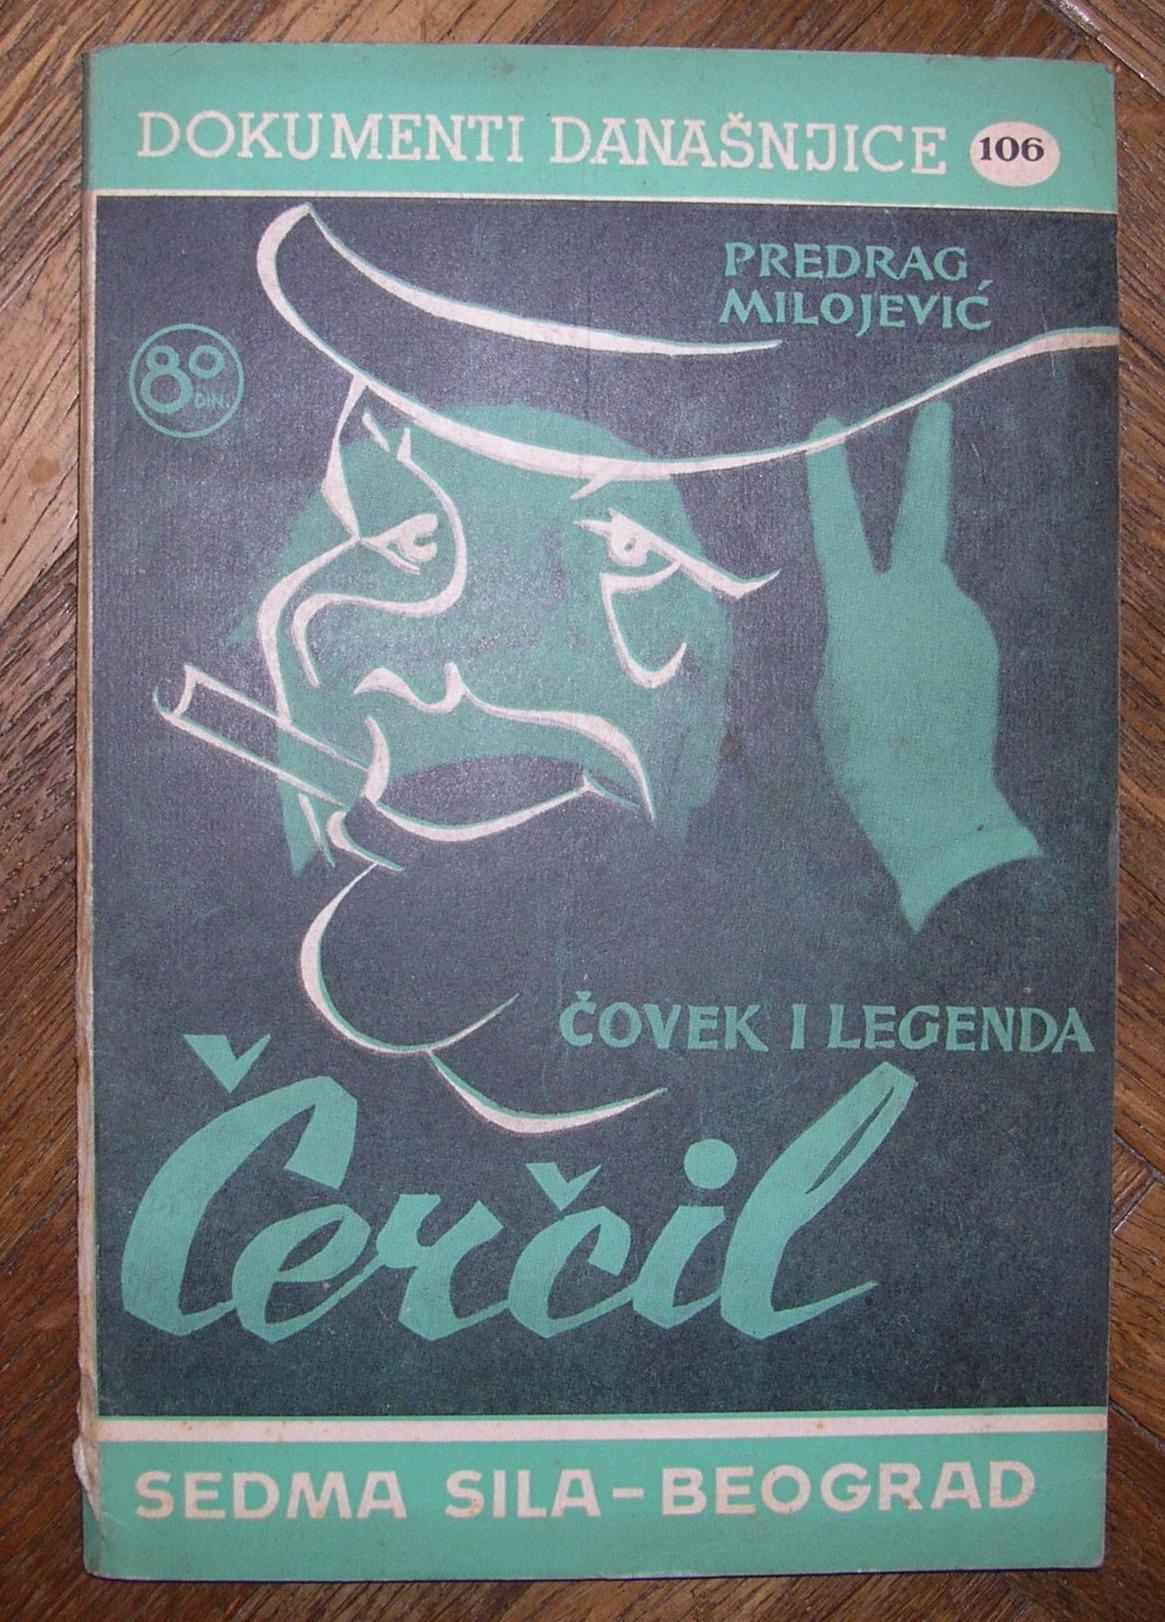 DOKUMENTI DANAŠNJICE 106
PREDRAG
MILOJEVIĆ
80 DIN.
ČOVEK I LEGENDA
Čerčil
SEDMA SILA – BEOGRAD